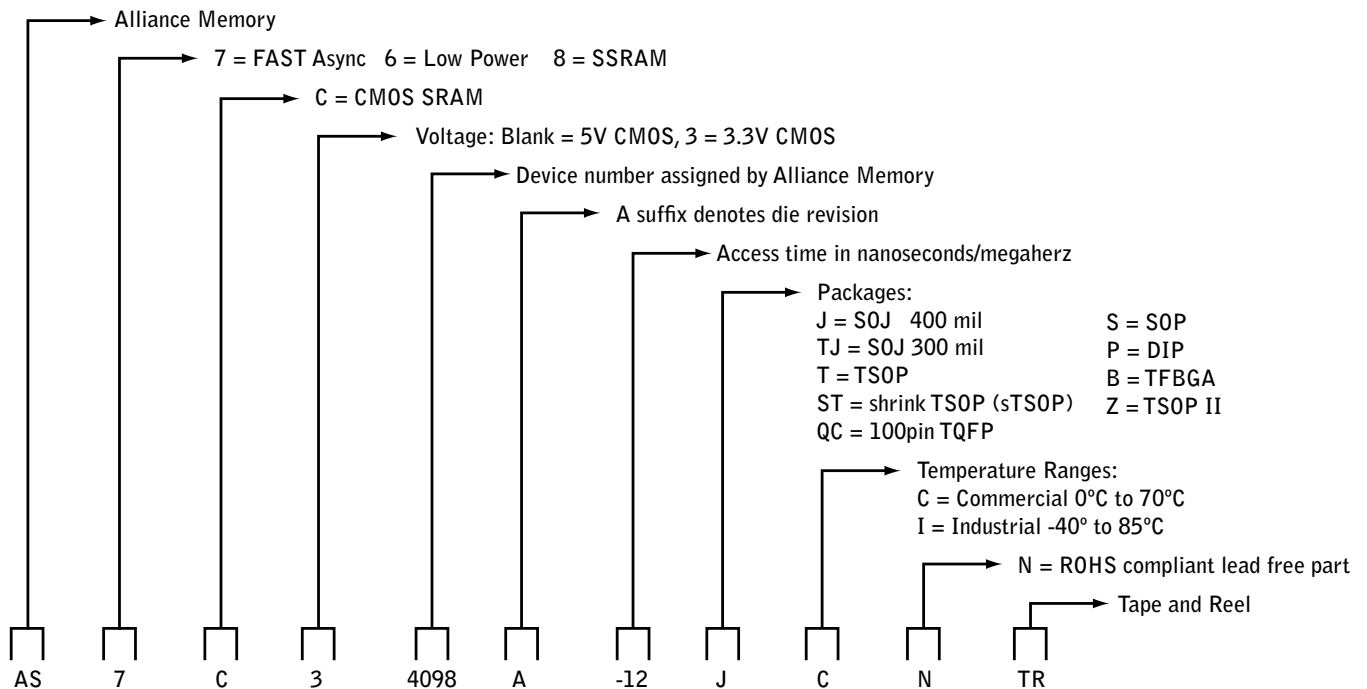 Alliance Memory
7 = FAST Async 6 = Low Power 8 = SSRAM
C = CMOS SRAM
Voltage: Blank = 5V CMOS, 3 = 3.3V CMOS
Device number assigned by Alliance Memory
A suffix denotes die revision
Access time in nanoseconds/megaherz
Packages:
J = SOJ 400 mil
TJ = SOJ 300 mil
T = TSOP
ST = shrink TSOP (sTSOP)
QC = 100pin TQFP
S = SOP
P = DIP
B = TFBGA
Z = TSOP II
Temperature Ranges:
C = Commercial 0ºC to 70ºC
I = Industrial -40º to 85ºC
N = ROHS compliant lead free part
Tape and Reel
AS 7 C 3 4098 A -12 J C N TR